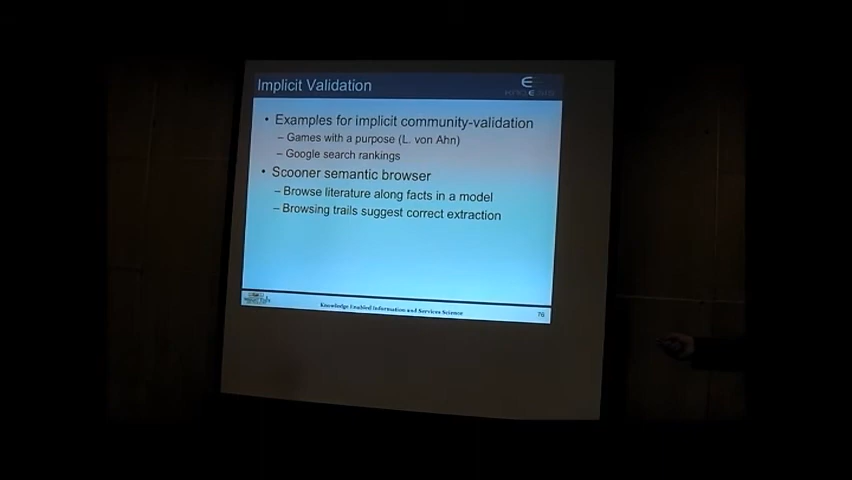 Implicit Validation
• Examples for implicit community-validation
– Games with a purpose (L. von Ahn)
– Google search rankings
• Scooner semantic browser
– Browse literature along facts in a model
– Browsing trails suggest correct extraction
Knowledge Enabled Information and Services Science
76